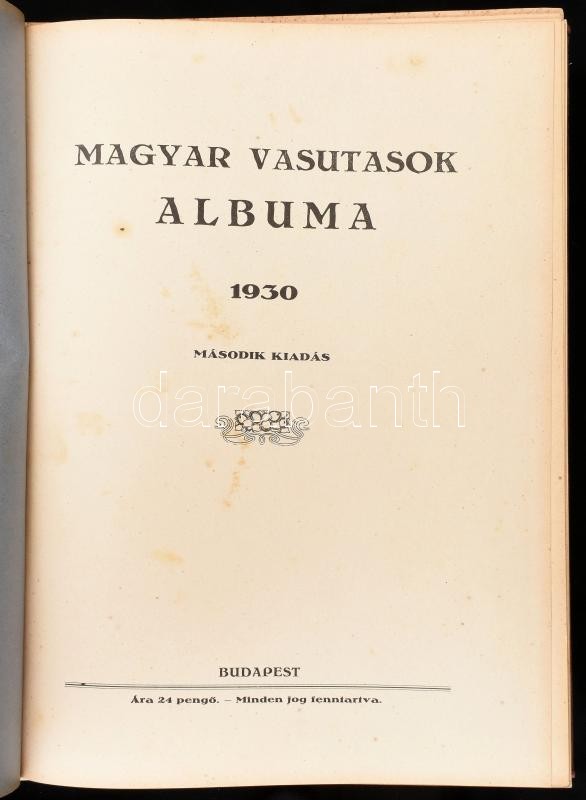 MAGYAR VASUTASOK
ALBUMA
1930
MÁSODIK KIADÁS
darabanth
BUDAPEST
Ára 24 pengő. – Minden jog fenntartva.